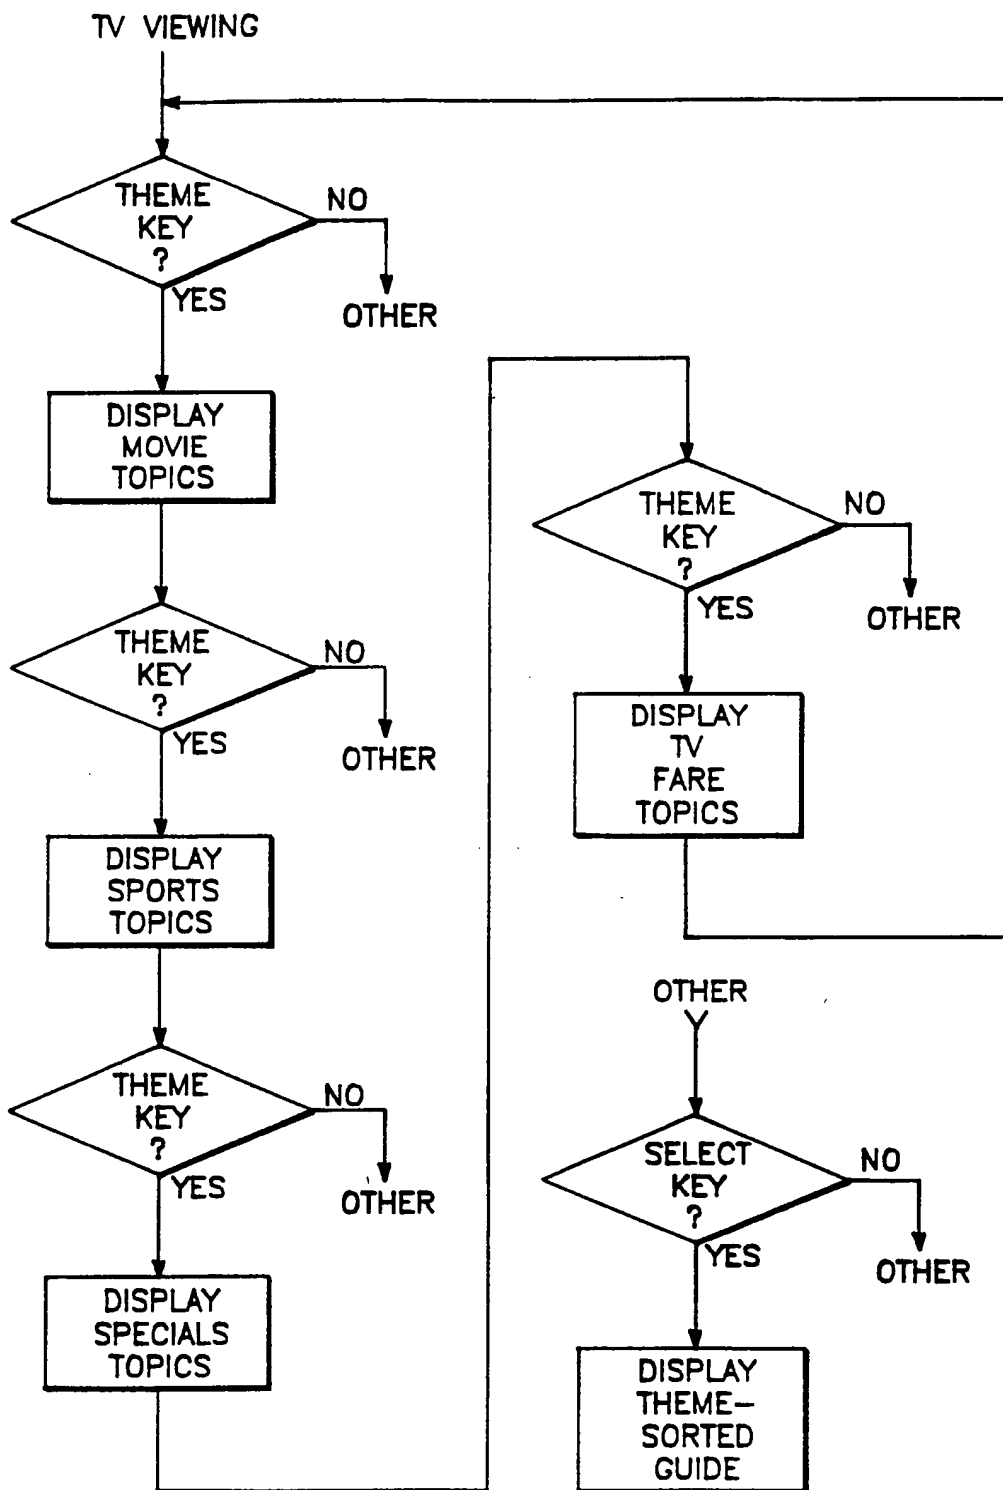 TV VIEWING
THEME
KEY
?
NO
YES
OTHER
DISPLAY
MOVIE
TOPICS
THEME
KEY
?
NO
YES
OTHER
DISPLAY
SPORTS
TOPICS
THEME
KEY
?
NO
YES
OTHER
DISPLAY
SPECIALS
TOPICS
THEME
KEY
?
NO
YES
OTHER
DISPLAY
TV
FARE
TOPICS
OTHER
SELECT
KEY
?
NO
YES
OTHER
DISPLAY
THEME-
SORTED
GUIDE